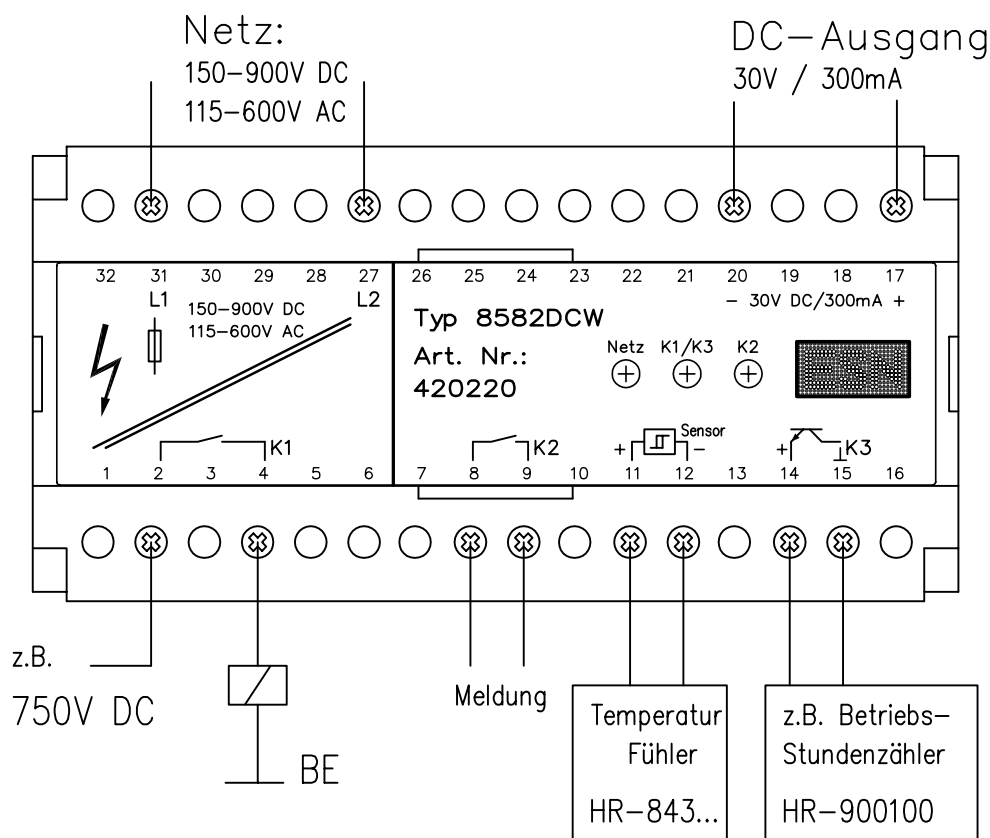 Netz:
150-900V DC
115-600V AC
DC-Ausgang
30V / 300mA
32 31 30 29 28 27 26 25 24 23 22 21 20 19 18 17
L1
150-900V DC
115-600V AC
L2
- 30V DC/300mA +
Typ 8582DCW
Art. Nr.:
420220
Netz K1/K3 K2
ESN
K1
K2
+ Sensor -
+ K3
1 2 3 4 5 6 7 8 9 10 11 12 13 14 15 16
z.B.
750V DC
BE
Meldung
Temperatur
Fühler
HR-843...
z.B. Betriebs-
Stundenzähler
HR-900100